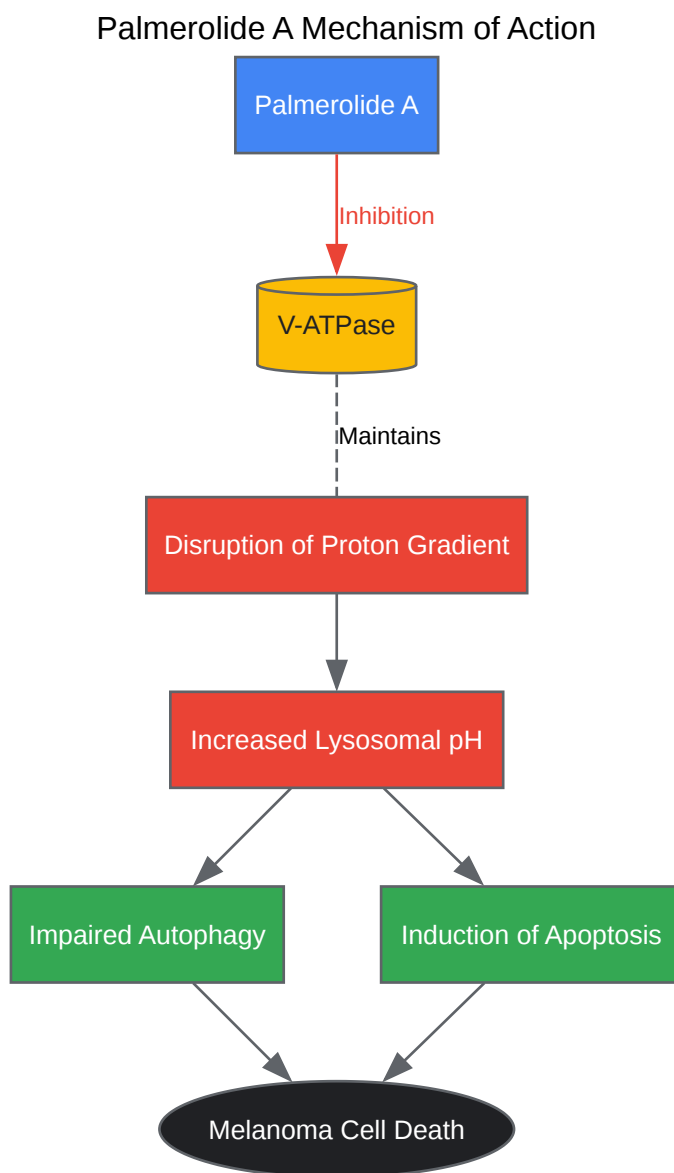 Palmerolide A Mechanism of Action
Palmerolide A
Inhibition
V-ATPase
Maintains
Disruption of Proton Gradient
Increased Lysosomal pH
Impaired Autophagy
Induction of Apoptosis
Melanoma Cell Death